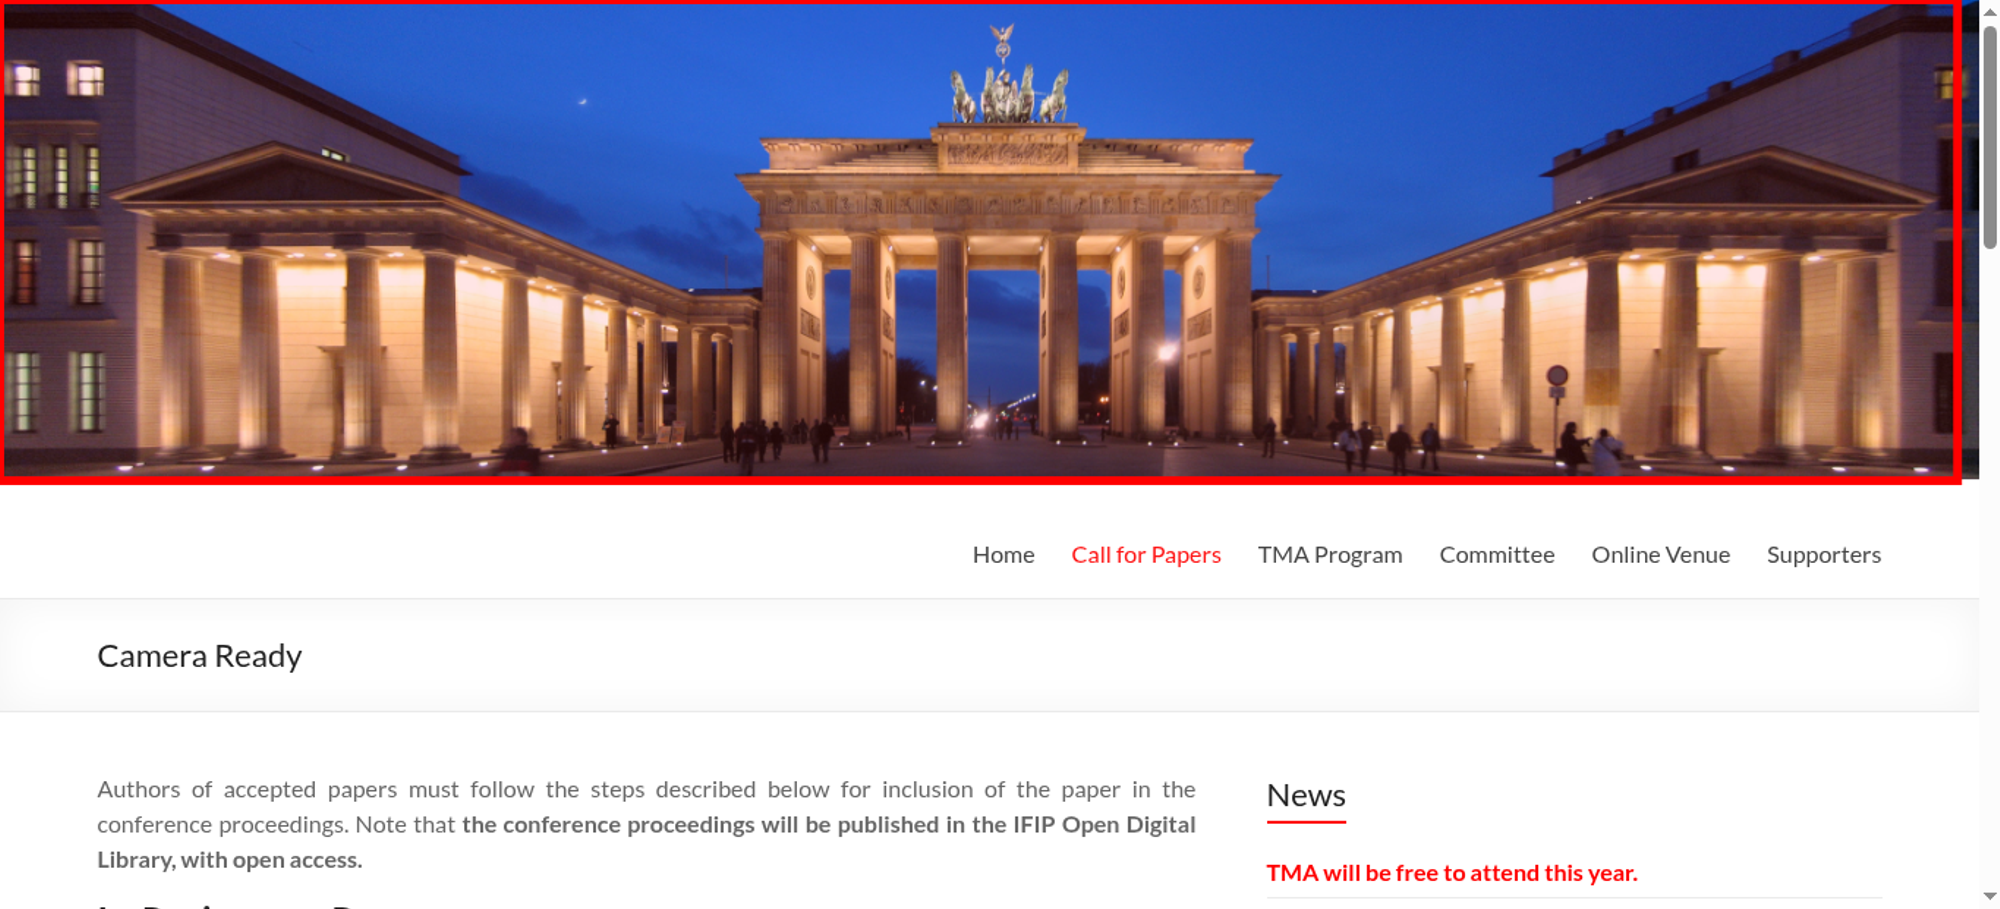 Home Call for Papers TMA Program Committee Online Venue Supporters
Camera Ready
Authors of accepted papers must follow the steps described below for inclusion of the paper in the
conference proceedings. Note that the conference proceedings will be published in the IFIP Open Digital
Library, with open access.
News
TMA will be free to attend this year.